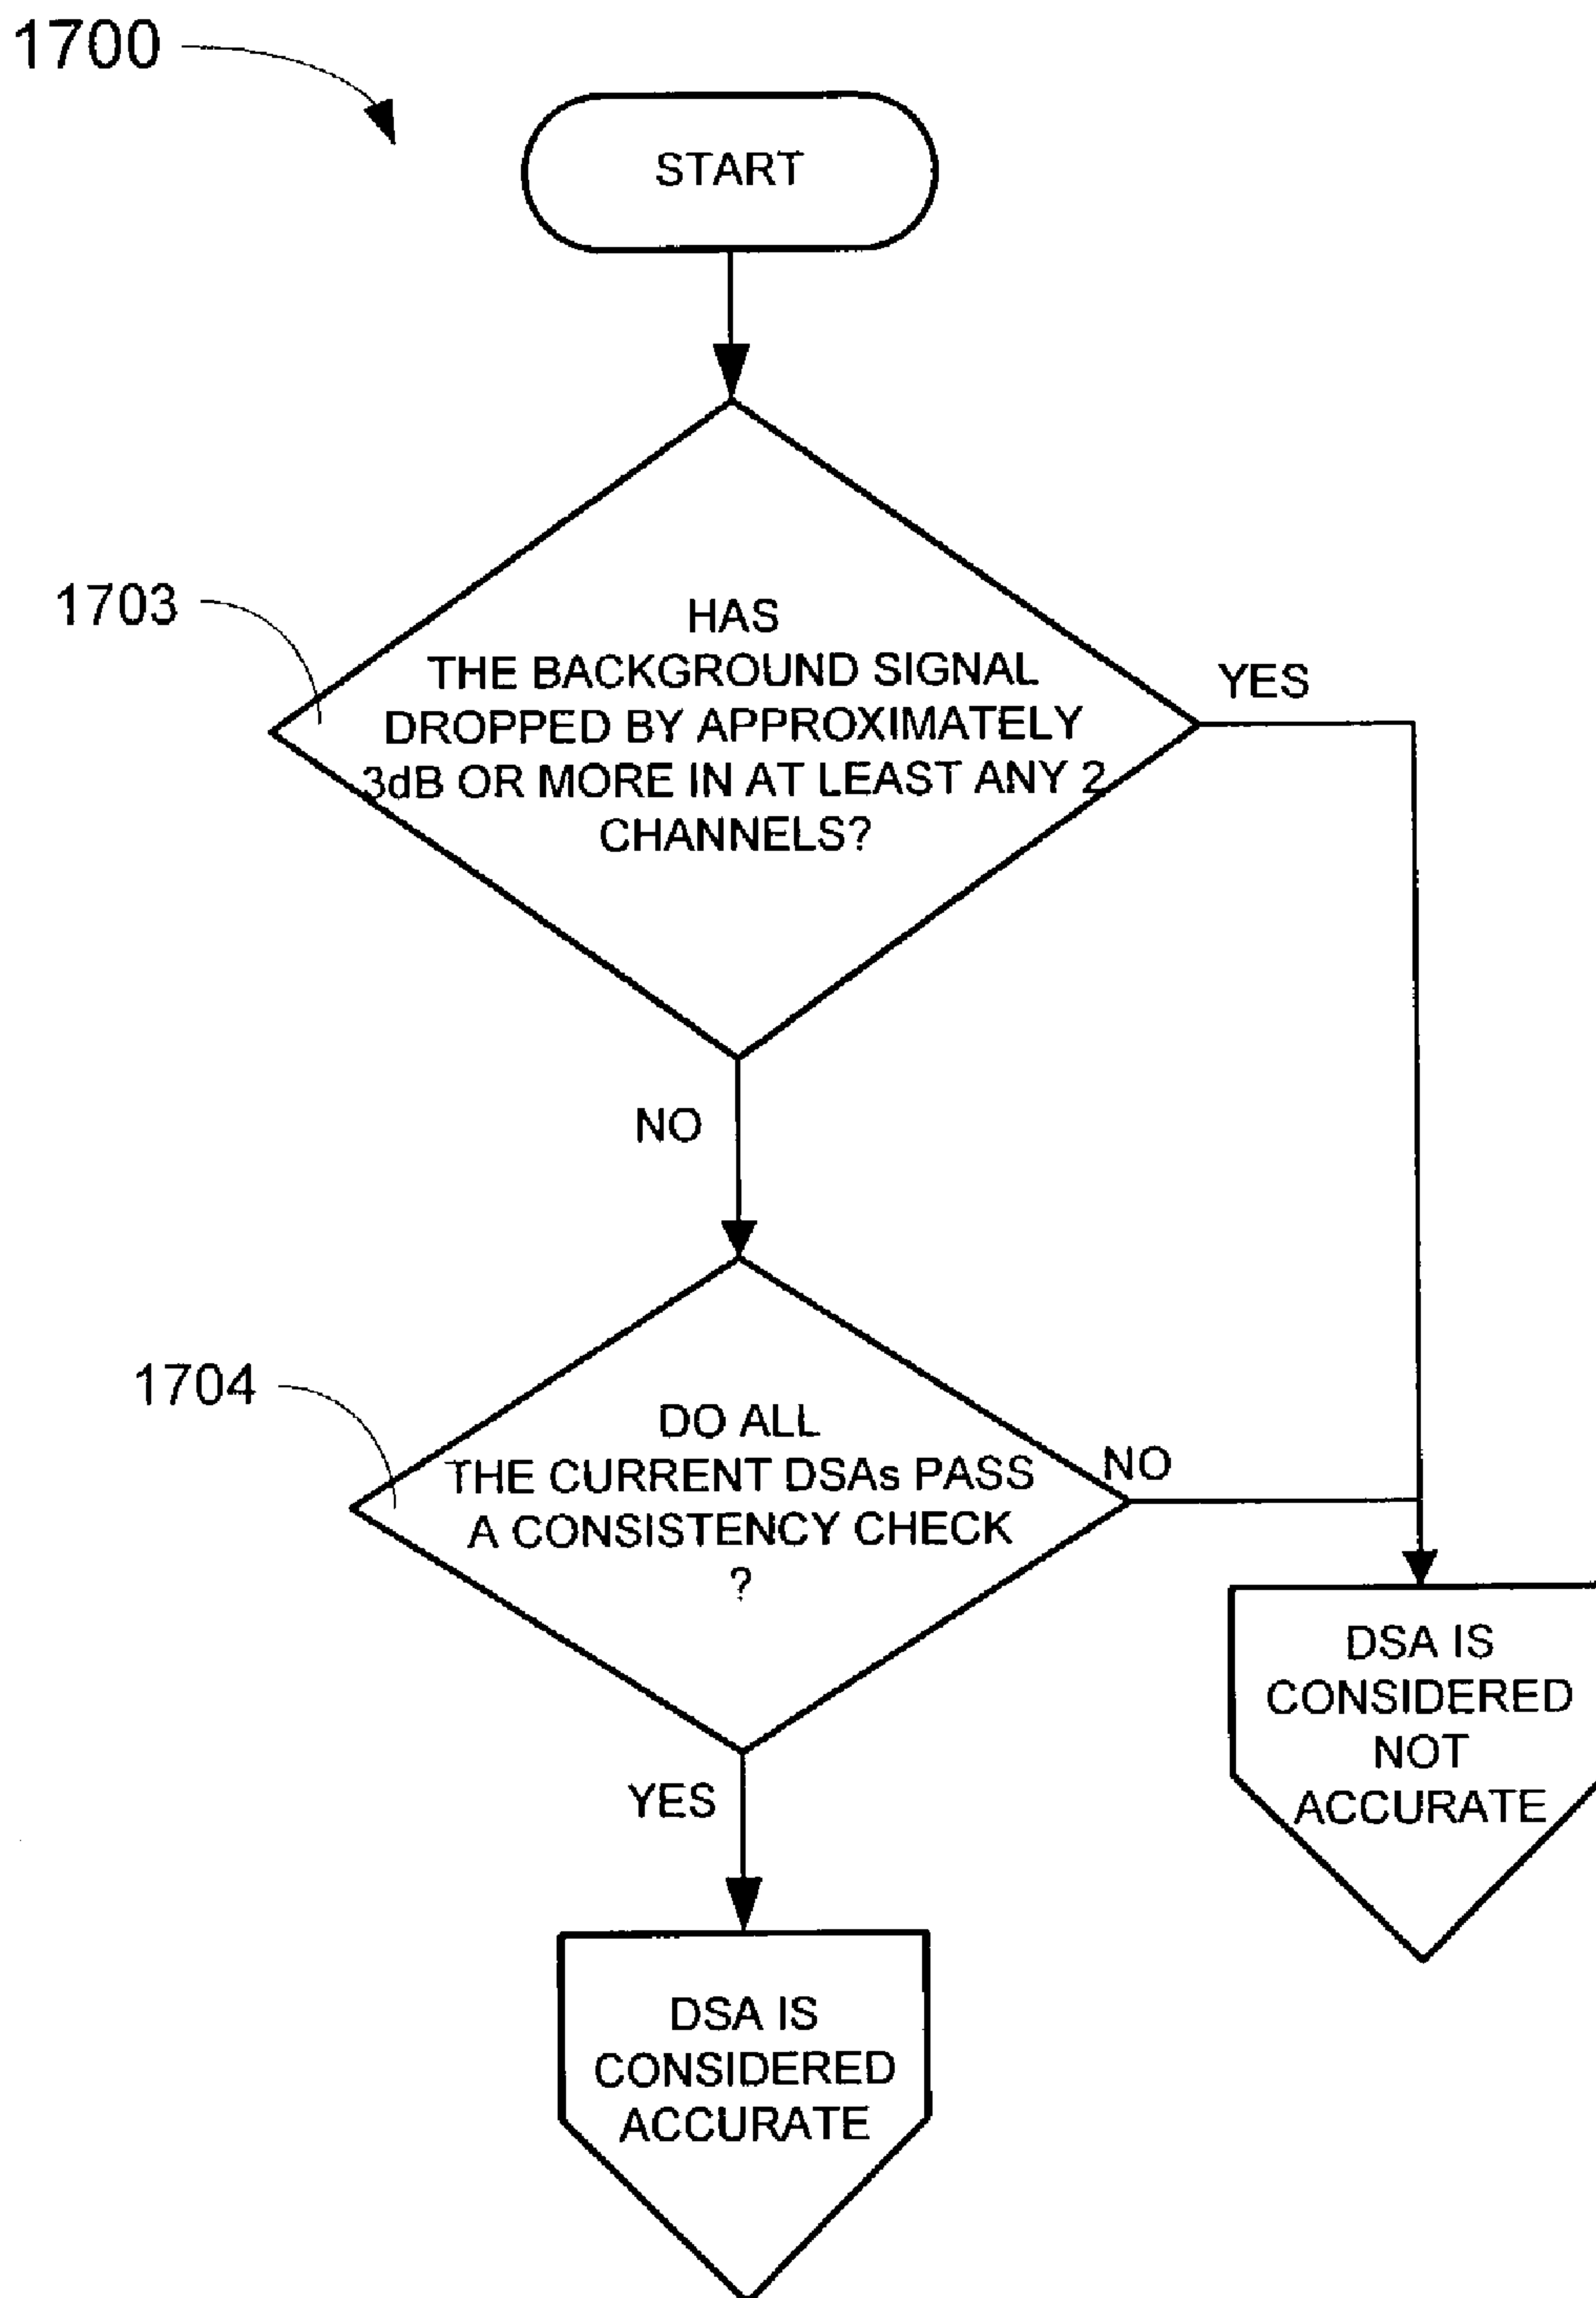 1700
START
1703
HAS
THE BACKGROUND SIGNAL
DROPPED BY APPROXIMATELY
3dB OR MORE IN AT LEAST ANY 2
CHANNELS?
YES
NO
1704
DO ALL
THE CURRENT DSAs PASS
A CONSISTENCY CHECK
?
NO
YES
DSA IS
CONSIDERED
NOT
ACCURATE
DSA IS
CONSIDERED
ACCURATE